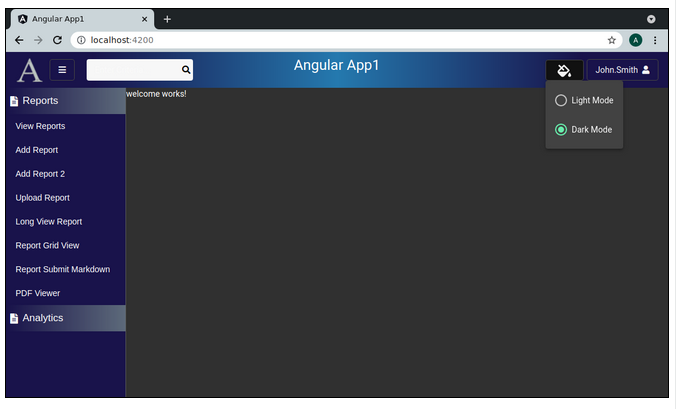 Angular App1
localhost:4200
A
A
Angular App1
John.Smith
Reports
welcome works!
Light Mode
View Reports
Dark Mode
Add Report
Add Report 2
Upload Report
Long View Report
Report Grid View
Report Submit Markdown
PDF Viewer
Analytics